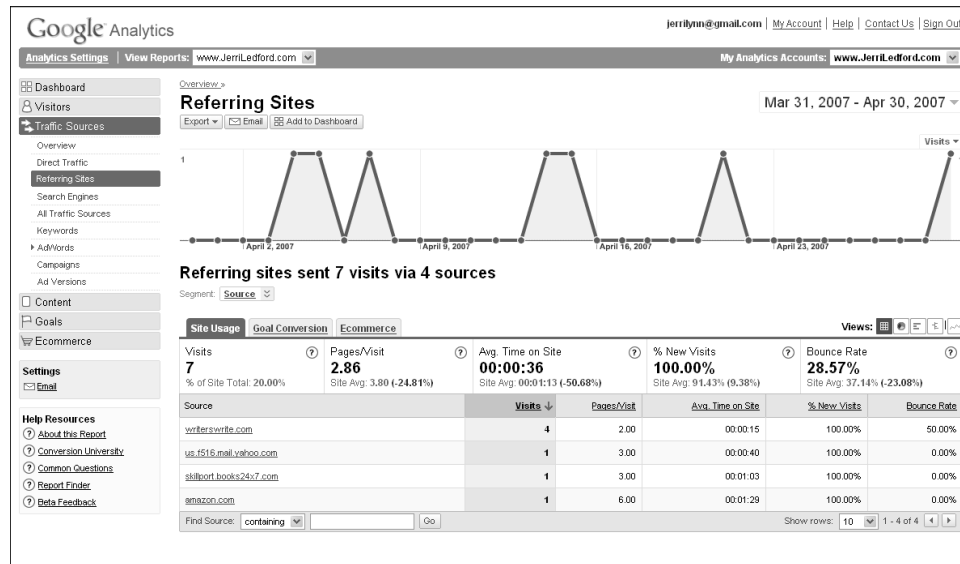 Google Analytics
jerrilynn@gmail.com | My Account | Help | Contact Us | Sign Out
Analytics Settings | View Reports: www.JerriLedford.com
My Analytics Accounts: www.JerriLedford.com
Dashboard
Visitors
Traffic Sources
Overview
Direct Traffic
Referring Sites
Search Engines
All Traffic Sources
Keywords
AdWords
Campaigns
Ad Versions
Content
Goals
Ecommerce
Settings
Email
Help Resources
About this Report
Conversion University
Common Questions
Report Finder
Beta Feedback
Overview »
Referring Sites
Mar 31, 2007 - Apr 30, 2007
Export Email Add to Dashboard
Visits
1
April 2, 2007 April 9, 2007 April 16, 2007 April 23, 2007
Referring sites sent 7 visits via 4 sources
Segment: Source
Site Usage Goal Conversion Ecommerce Views:
Visits ? Pages/Visit ? Avg. Time on Site ? % New Visits ? Bounce Rate ?
7 2.86 00:00:36 100.00% 28.57%
% of Site Total: 20.00% Site Avg: 3.80 (-24.81%) Site Avg: 00:01:13 (-50.68%) Site Avg: 91.43% (9.38%) Site Avg: 37.14% (-23.08%)
Source Visits Pages/Visit Avg. Time on Site % New Visits Bounce Rate
writerswrite.com 4 2.00 00:00:15 100.00% 50.00%
us.f516.mail.yahoo.com 1 3.00 00:00:40 100.00% 0.00%
skillport.books24x7.com 1 3.00 00:01:03 100.00% 0.00%
amazon.com 1 6.00 00:01:29 100.00% 0.00%
Find Source: containing Go Show rows: 10 1 - 4 of 4